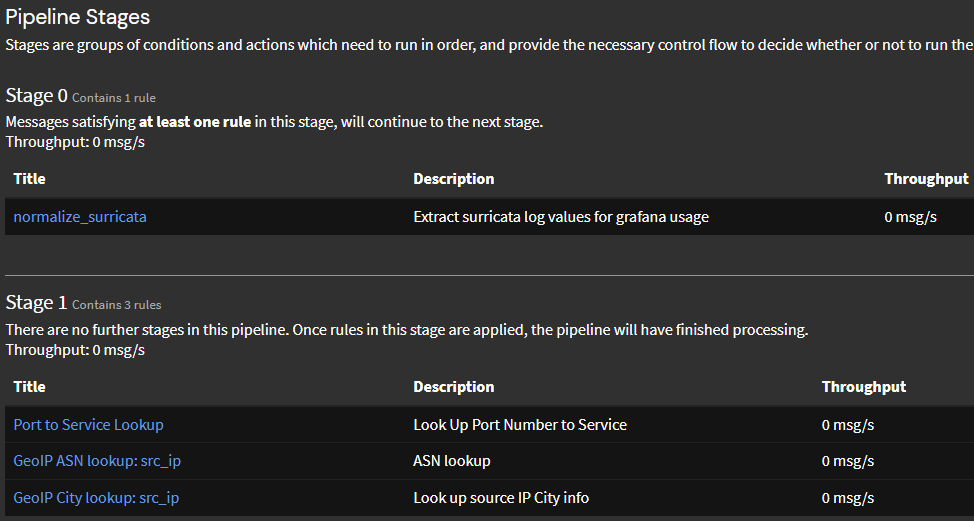 Pipeline Stages
Stages are groups of conditions and actions which need to run in order, and provide the necessary control flow to decide whether or not to run the
Stage 0 Contains 1 rule
Messages satisfying at least one rule in this stage, will continue to the next stage.
Throughput: 0 msg/s
Title Description Throughput
normalize_surricata Extract surricata log values for grafana usage 0 msg/s
Stage 1 Contains 3 rules
There are no further stages in this pipeline. Once rules in this stage are applied, the pipeline will have finished processing.
Throughput: 0 msg/s
Title Description Throughput
Port to Service Lookup Look Up Port Number to Service 0 msg/s
GeoIP ASN lookup: src_ip ASN lookup 0 msg/s
GeoIP City lookup: src_ip Look up source IP City info 0 msg/s